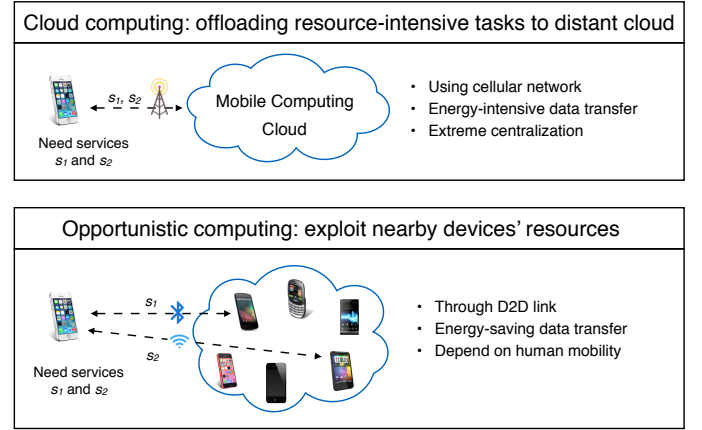 Cloud computing: offloading resource-intensive tasks to distant cloud
s1, s2
Mobile Computing
Cloud
Need services
s1 and s2
• Using cellular network
• Energy-intensive data transfer
• Extreme centralization
Opportunistic computing: exploit nearby devices' resources
s1
s2
Need services
s1 and s2
• Through D2D link
• Energy-saving data transfer
• Depend on human mobility